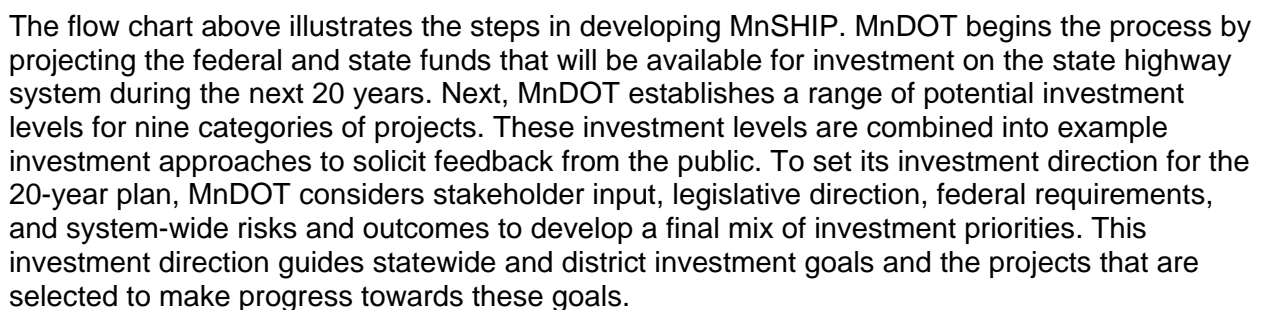 The flow chart above illustrates the steps in developing MnSHIP. MnDOT begins the process by
projecting the federal and state funds that will be available for investment on the state highway
system during the next 20 years. Next, MnDOT establishes a range of potential investment
levels for nine categories of projects. These investment levels are combined into example
investment approaches to solicit feedback from the public. To set its investment direction for the
20-year plan, MnDOT considers stakeholder input, legislative direction, federal requirements,
and system-wide risks and outcomes to develop a final mix of investment priorities. This
investment direction guides statewide and district investment goals and the projects that are
selected to make progress towards these goals.